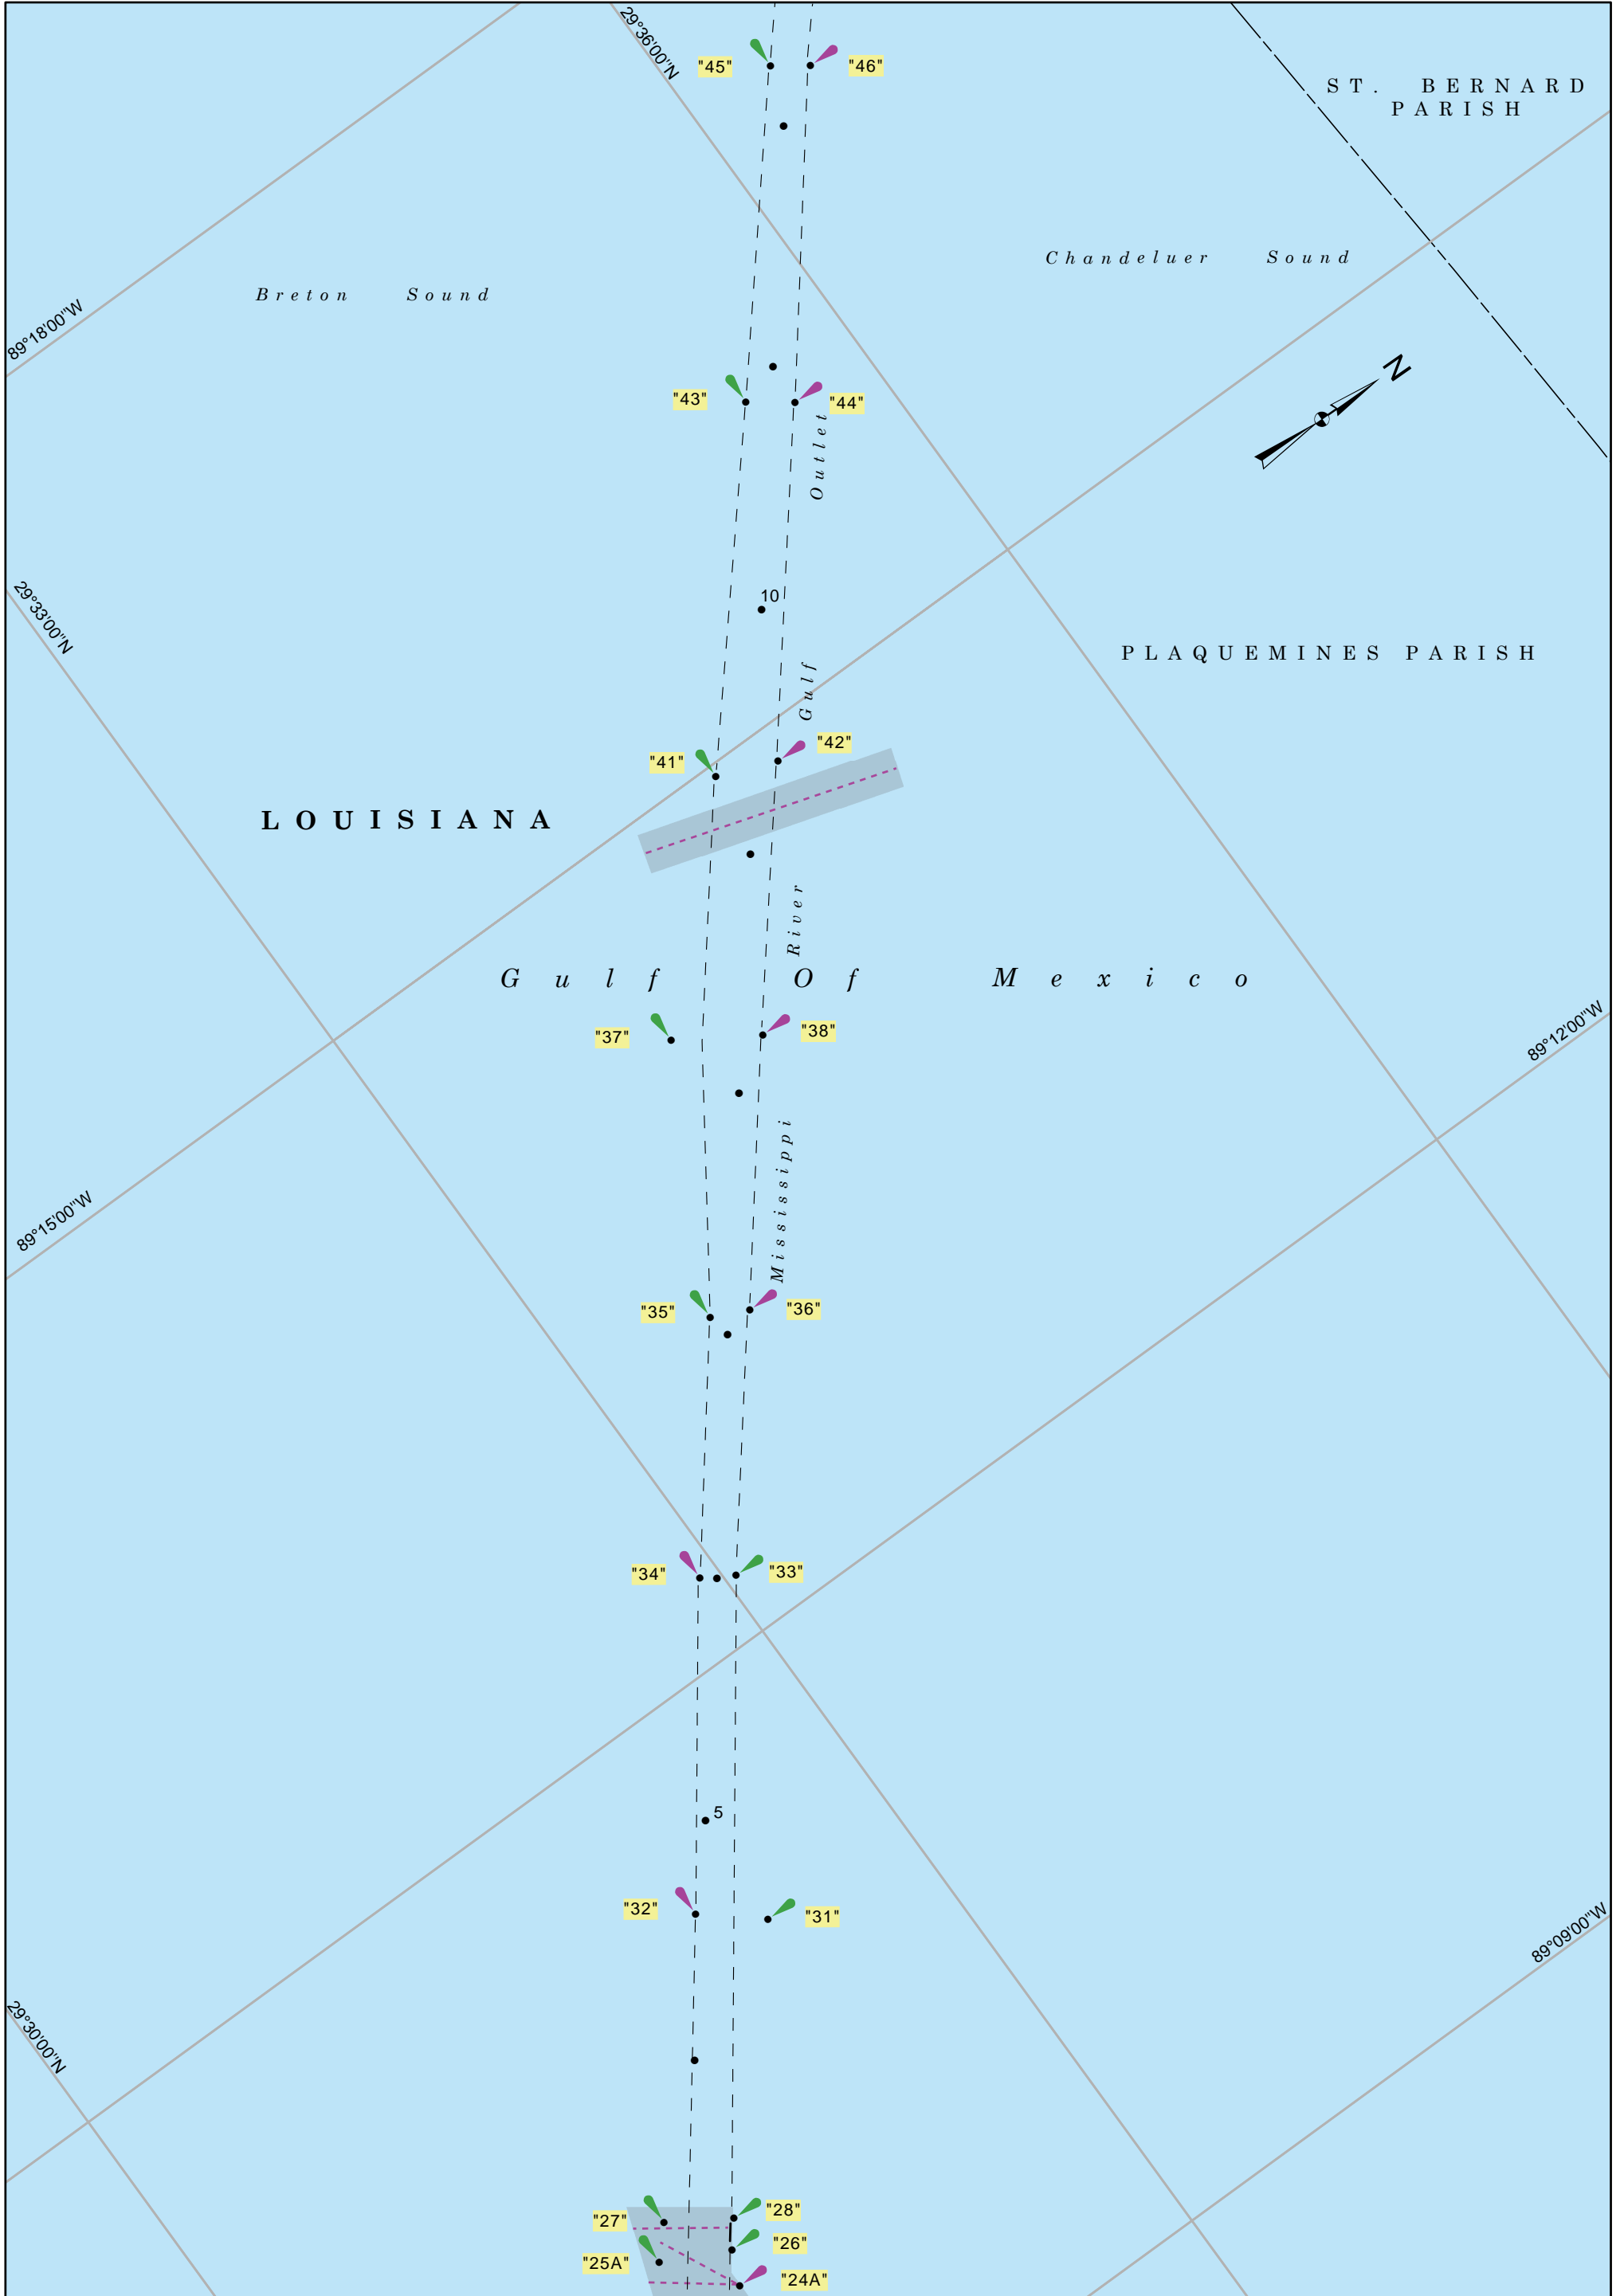 29°36'00"N
"45"
"46"
ST. BERNARD
PARISH
Breton Sound
Chandeluer Sound
89°18'00"W
N
"43"
"44"
Outlet
29°33'00"N
10
PLAQUEMINES PARISH
Gulf
"41"
"42"
LOUISIANA
River
Gulf Of Mexico
"37"
"38"
89°12'00"W
Mississippi
89°15'00"W
"35"
"36"
"34"
"33"
5
"32"
"31"
89°09'00"W
29°30'00"N
"27"
"28"
"26"
"25A"
"24A"